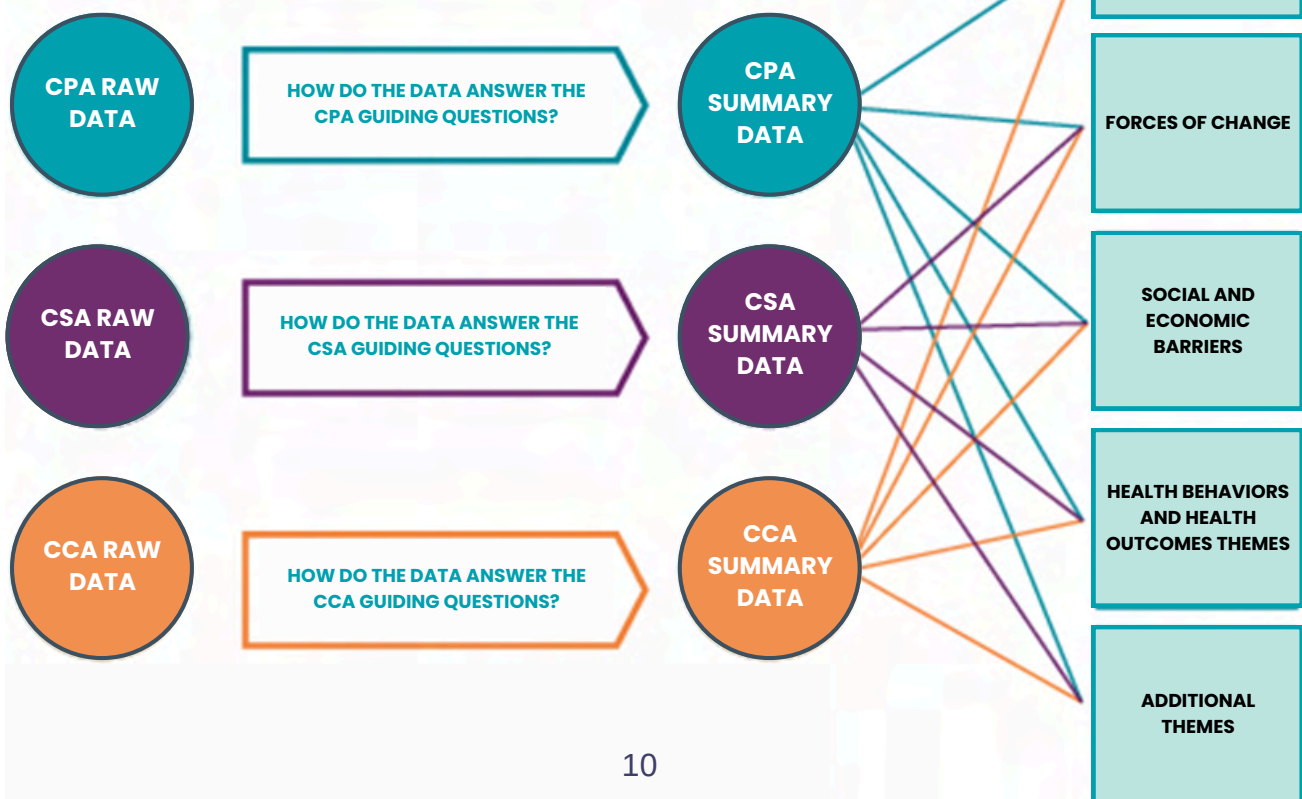 CPA RAW
DATA
HOW DO THE DATA ANSWER THE
CPA GUIDING QUESTIONS?
CPA
SUMMARY
DATA
FORCES OF CHANGE
CSA RAW
DATA
HOW DO THE DATA ANSWER THE
CSA GUIDING QUESTIONS?
CSA
SUMMARY
DATA
SOCIAL AND
ECONOMIC
BARRIERS
CCA RAW
DATA
HOW DO THE DATA ANSWER THE
CCA GUIDING QUESTIONS?
CCA
SUMMARY
DATA
HEALTH BEHAVIORS
AND HEALTH
OUTCOMES THEMES
ADDITIONAL
THEMES
10